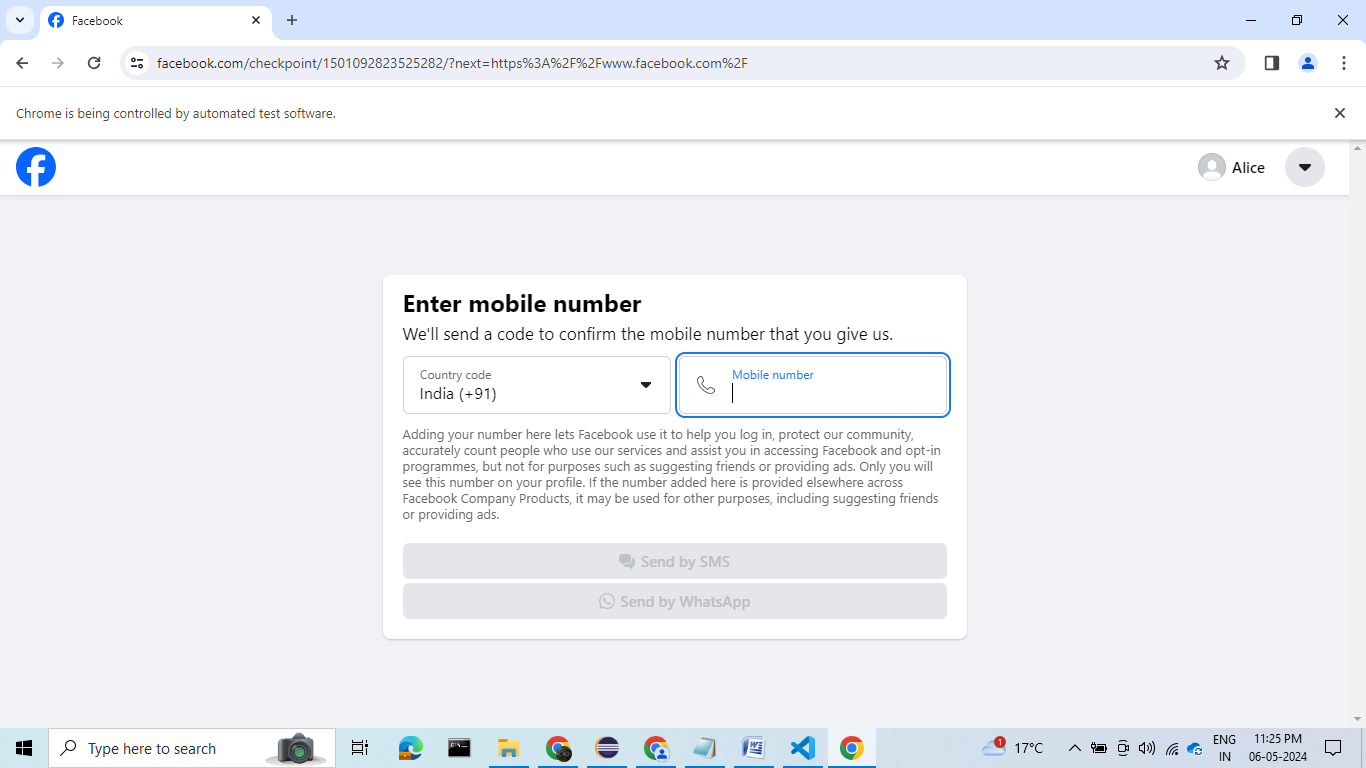 Facebook
facebook.com/checkpoint/1501092823525282/?next=https%3A%2F%2Fwww.facebook.com%2F
Chrome is being controlled by automated test software.
Alice
Enter mobile number
We'll send a code to confirm the mobile number that you give us.
Country code
India (+91)
Mobile number
Adding your number here lets Facebook use it to help you log in, protect our community,
accurately count people who use our services and assist you in accessing Facebook and opt-in
programmes, but not for purposes such as suggesting friends or providing ads. Only you will
see this number on your profile. If the number added here is provided elsewhere across
Facebook Company Products, it may be used for other purposes, including suggesting friends
or providing ads.
Send by SMS
Send by WhatsApp
Type here to search
1
17°C
ENG
IN
11:25 PM
06-05-2024